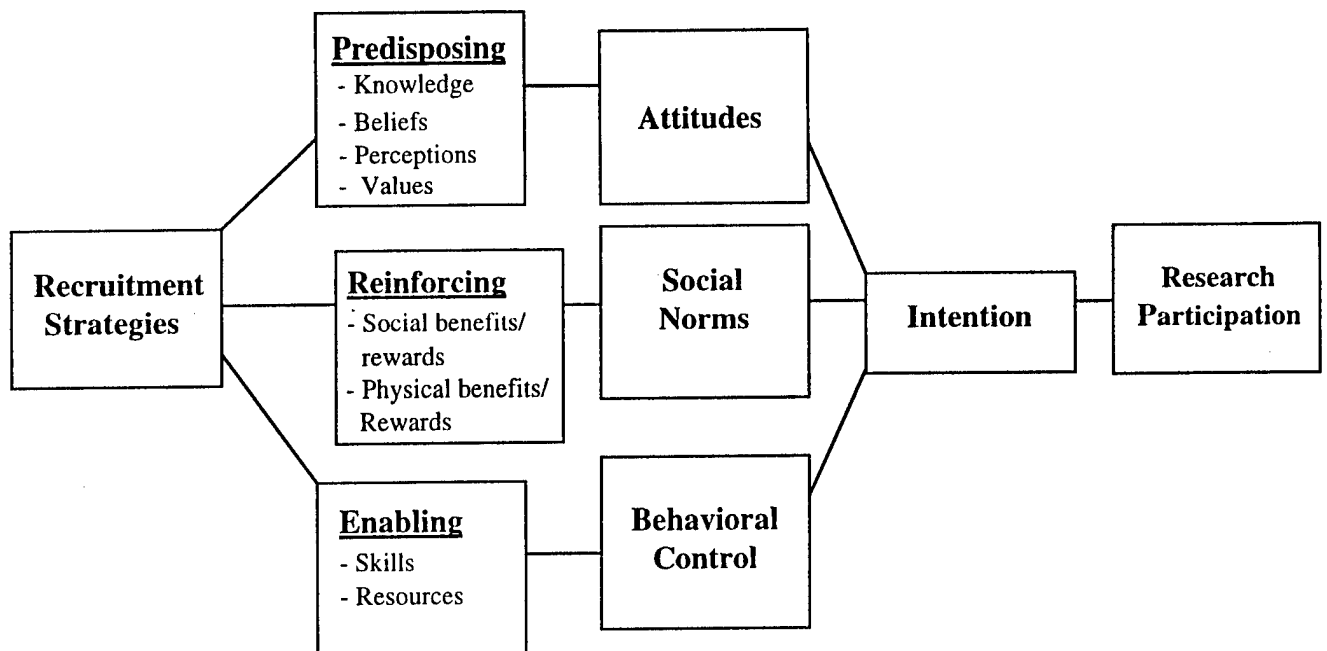 Predisposing
- Knowledge
- Beliefs
- Perceptions
- Values
Attitudes
Recruitment
Strategies
Reinforcing
- Social benefits/
rewards
- Physical benefits/
Rewards
Social
Norms
Intention
Research
Participation
Enabling
- Skills
- Resources
Behavioral
Control